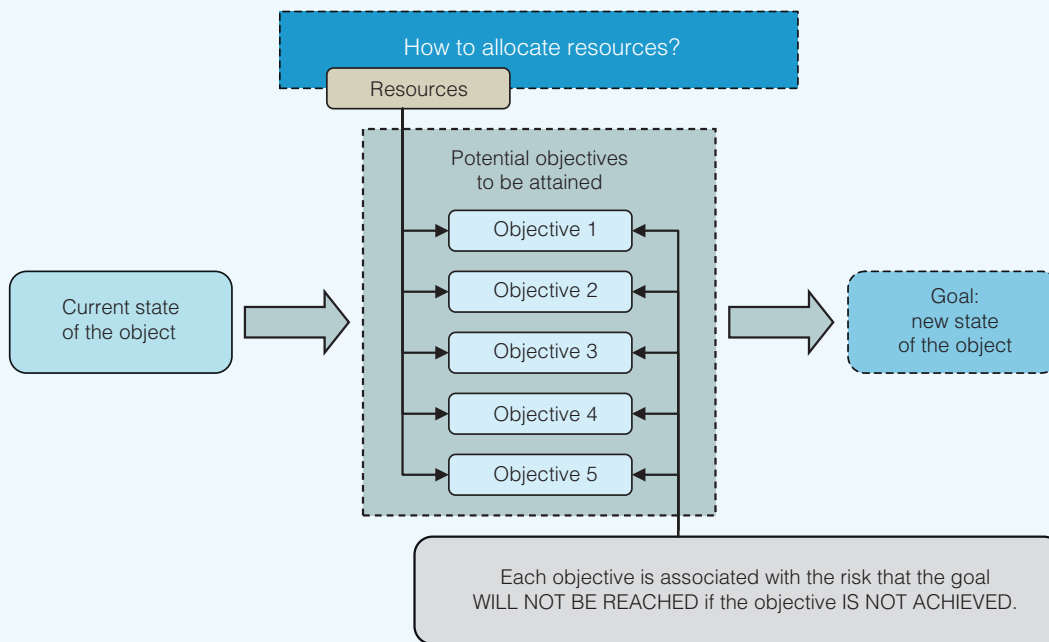 How to allocate resources?
Resources
Potential objectives
to be attained
Objective 1
Objective 2
Objective 3
Objective 4
Objective 5
Current state
of the object
Goal:
new state
of the object
Each objective is associated with the risk that the goal
WILL NOT BE REACHED if the objective IS NOT ACHIEVED.